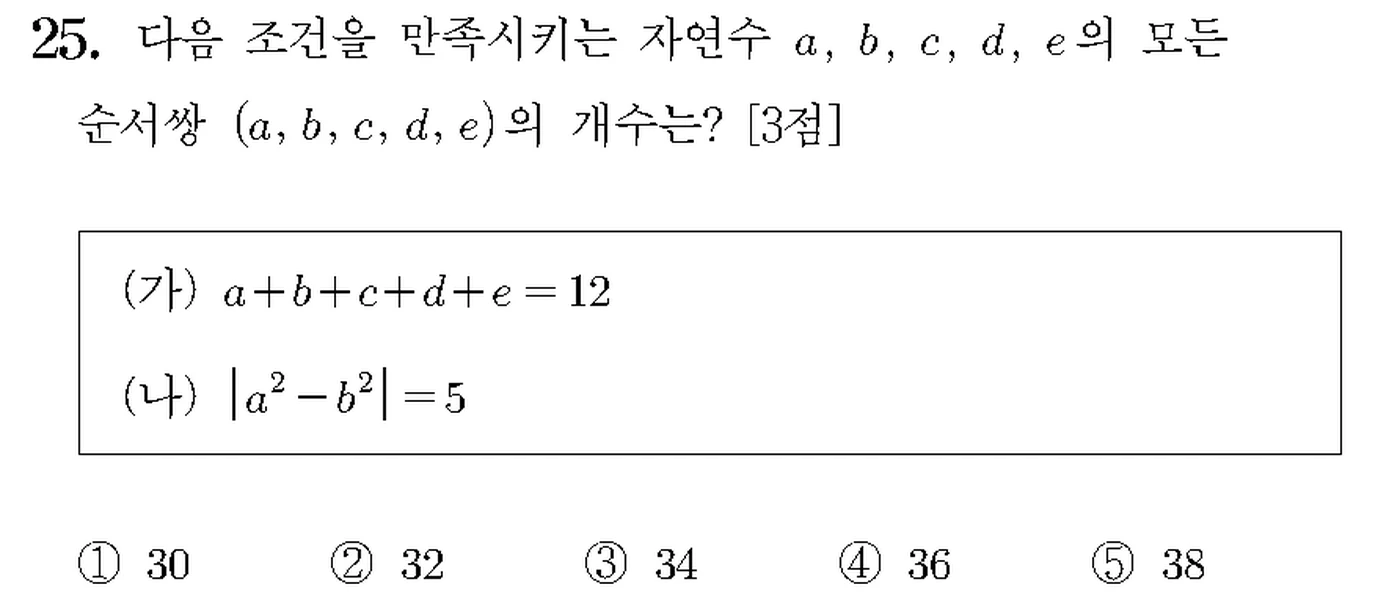 25. 다음 조건을 만족시키는 자연수 a, b, c, d, e의 모든
순서쌍 (a, b, c, d, e)의 개수는? [3점]
(가) a+b+c+d+e=12
(나) |a²-b²|=5
① 30 ② 32 ③ 34 ④ 36 ⑤ 38